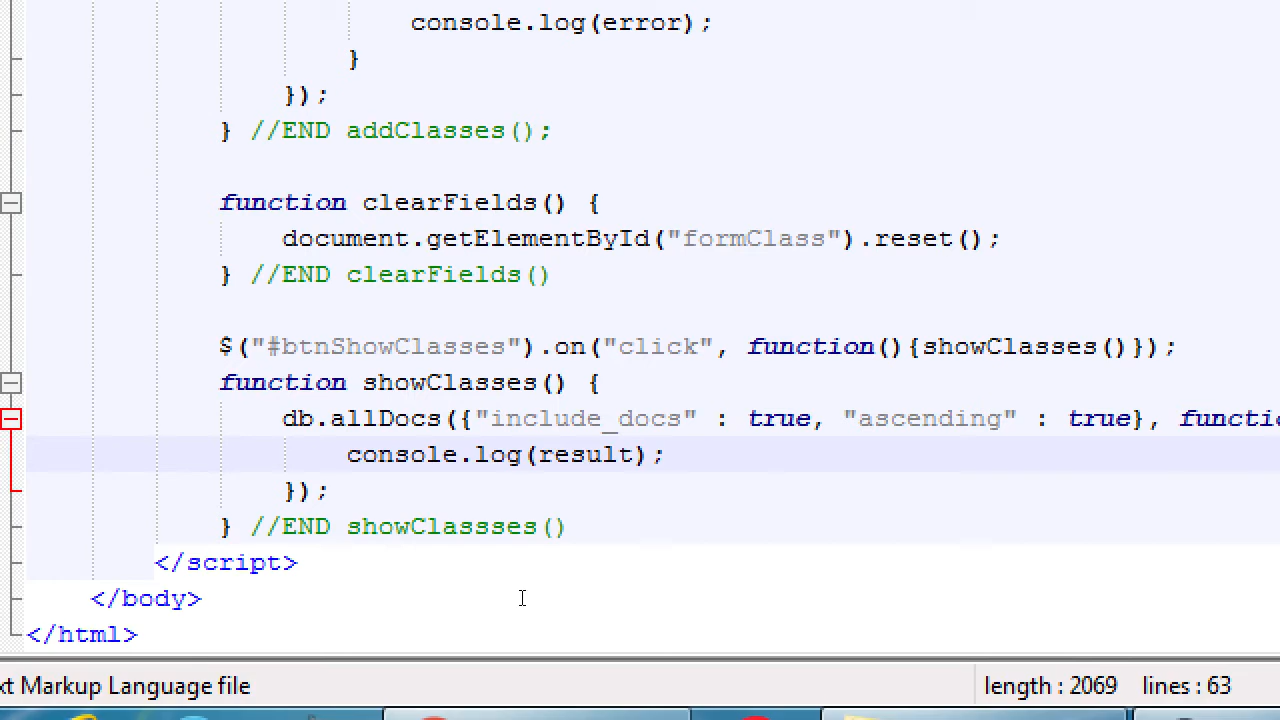 console.log(error);
}
});
} //END addClasses();
function clearFields() {
document.getElementById("formClass").reset();
} //END clearFields()
$("#btnShowClasses").on("click", function(){showClasses()});
function showClasses() {
db.allDocs({"include_docs" : true, "ascending" : true}, functio
console.log(result);
});
} //END showClassses()
</script>
</body>
</html>
xt Markup Language file length : 2069 lines : 63